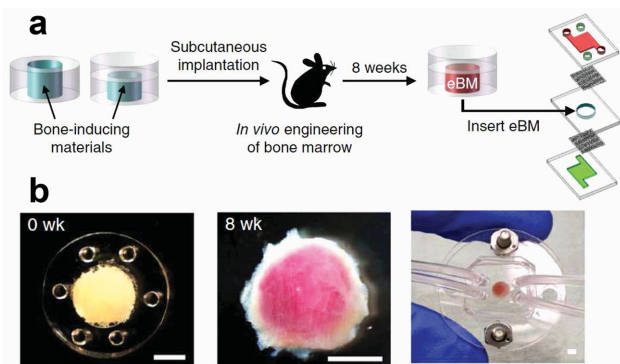 a
Subcutaneous
implantation
8 weeks
eBM
Bone-inducing
materials
In vivo engineering
of bone marrow
Insert eBM
b
0 wk
8 wk